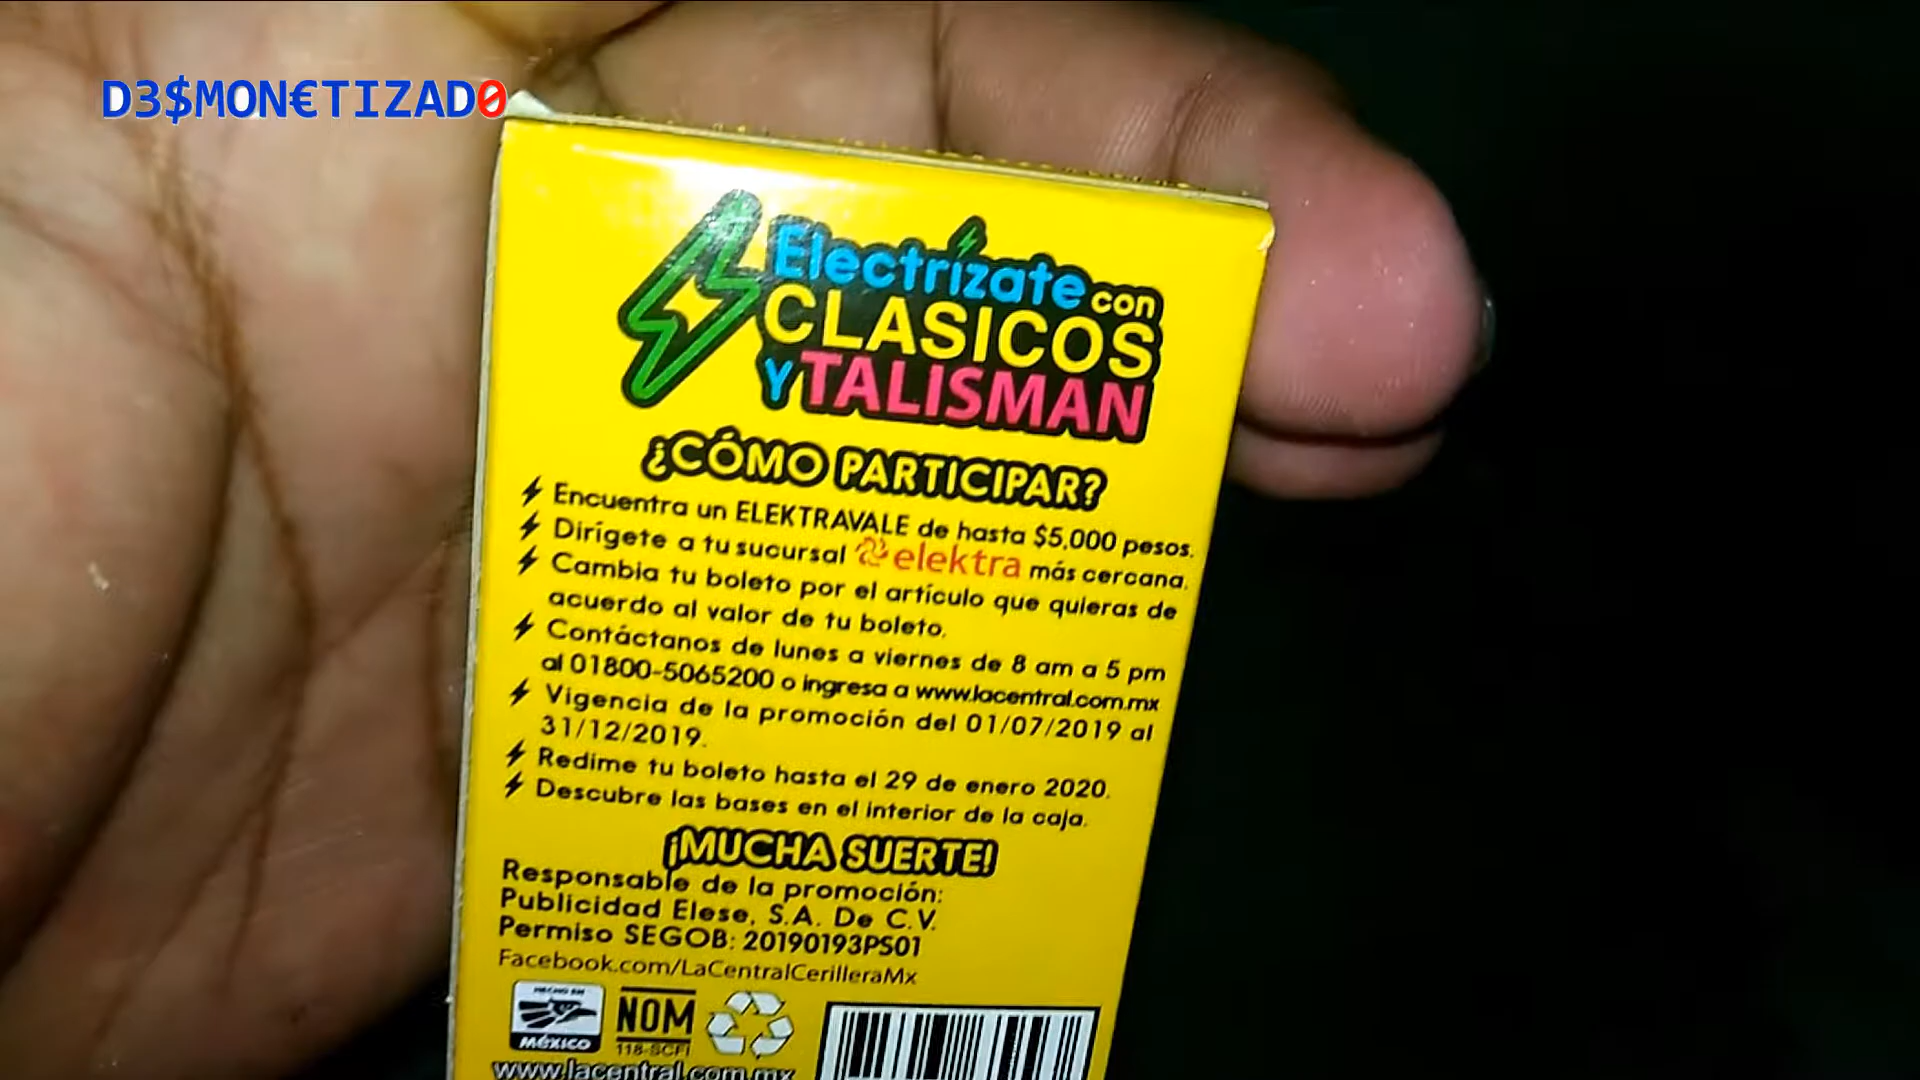 D3$MON€TIZAD0
Electrízate con
CLASICOS
Y TALISMAN
¿CÓMO PARTICIPAR?
Encuentra un ELEKTRAVALE de hasta $5,000 pesos.
Dirígete a tu sucursal elektra más cercana.
Cambia tu boleto por el artículo que quieras de
acuerdo al valor de tu boleto.
Contáctanos de lunes a viernes de 8 am a 5 pm
al 01800-5065200 o ingresa a www.lacentral.com.mx
Vigencia de la promoción del 01/07/2019 al
31/12/2019.
Redime tu boleto hasta el 29 de enero 2020.
Descubre las bases en el interior de la caja.
¡MUCHA SUERTE!
Responsable de la promoción:
Publicidad Elese, S.A. De C.V.
Permiso SEGOB: 20190193PS01
Facebook.com/LaCentralCerilleraMx
HECHO EN
MÉXICO
NOM
118-SCFI
www.lacentral.com.mx